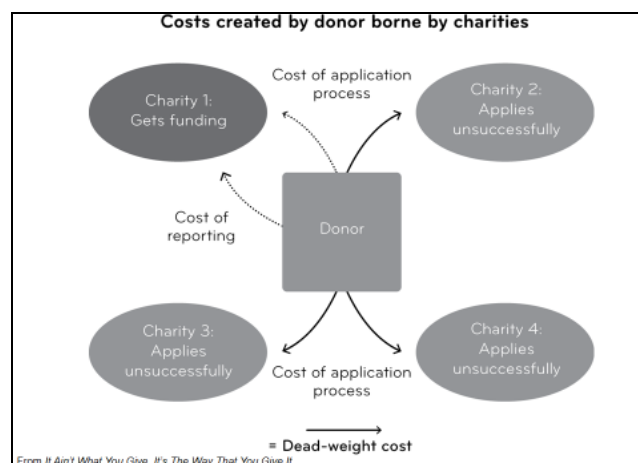 Costs created by donor borne by charities
Charity 1:
Gets funding
Cost of application
process
Charity 2:
Applies
unsuccessfully
Cost of
reporting
Donor
Charity 3:
Applies
unsuccessfully
Cost of application
process
Charity 4:
Applies
unsuccessfully
= Dead-weight cost
From It Ain't What You Give, It's The Way That You Give It